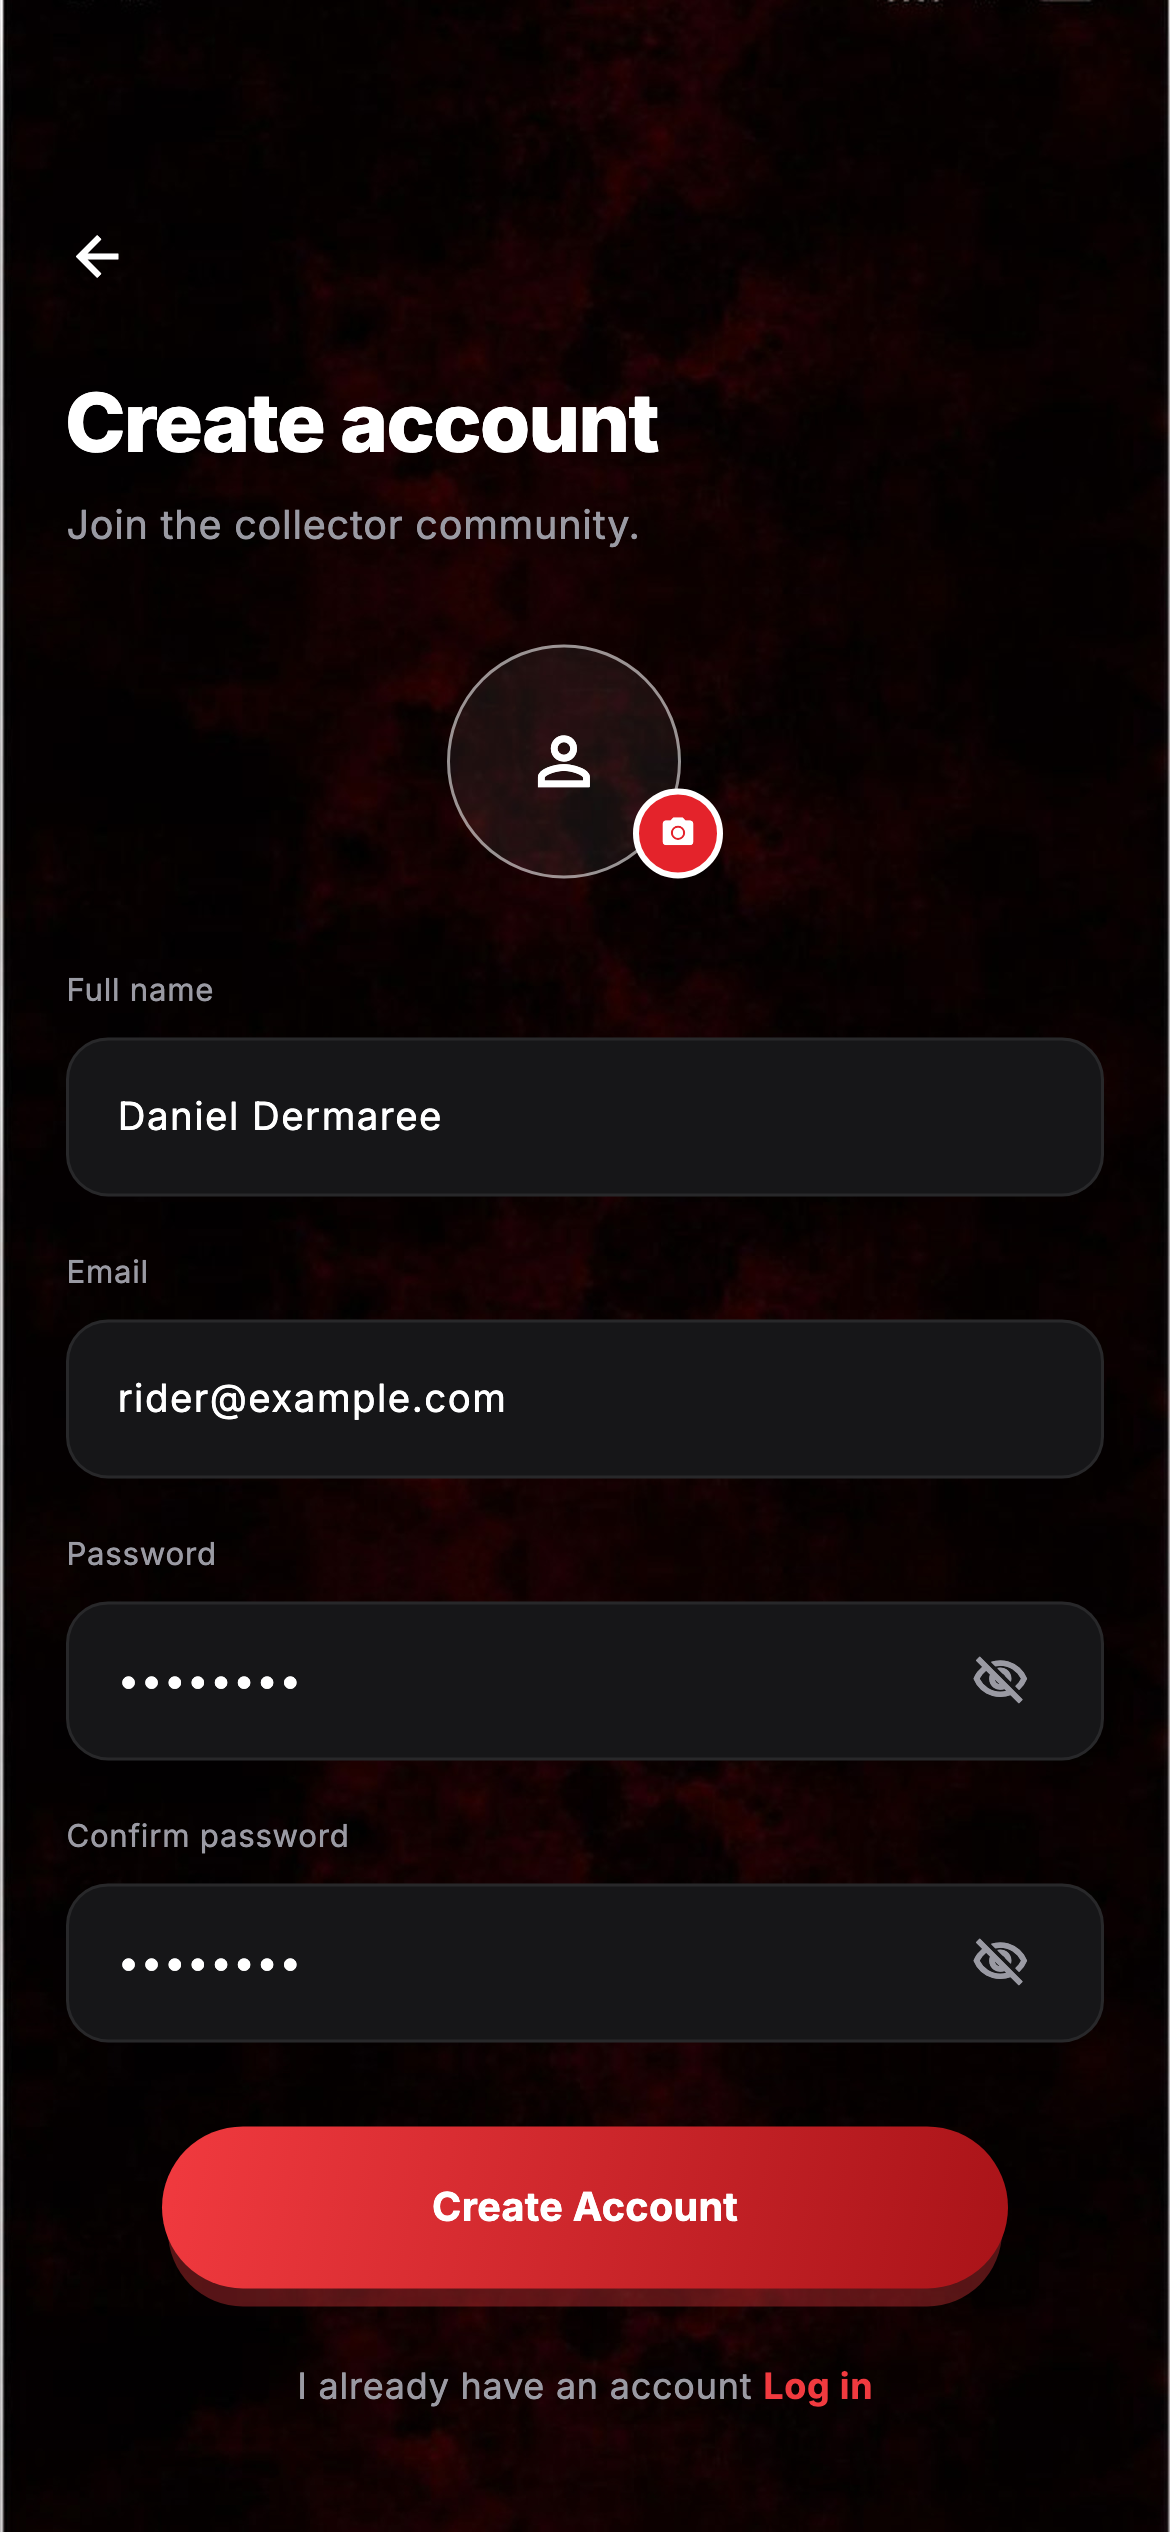 Create account
Join the collector community.
Full name
Daniel Dermaree
Email
rider@example.com
Password
••••••••
Confirm password
••••••••
Create Account
I already have an account Log in